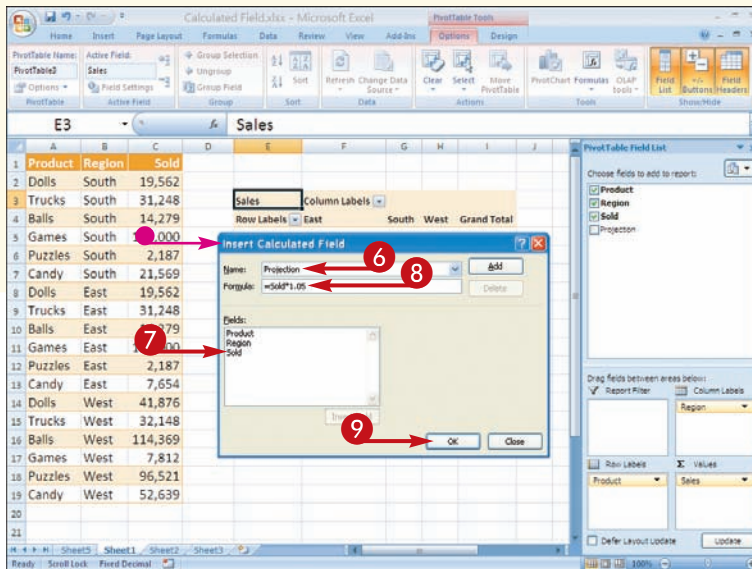 Calculated Field.xlsx - Microsoft Excel
PivotTable Tools
Home Insert Page Layout Formulas Data Review View Add-Ins Options Design
PivotTable Name: Active Field: Group Selection
PivotTable3 Sales Ungroup Sort Refresh Change Data Source Clear Select Move PivotTable PivotChart Formulas OLAP tools Field List +/- Buttons Field Headers
Options Field Settings Group Field
PivotTable Active Field Group Sort Data Actions Tools Show/Hide
E3 fx Sales
A B C D E F G H I J
1 Product Region Sold
2 Dolls South 19,562
3 Trucks South 31,248 Sales Column Labels
4 Balls South 14,279 Row Labels East South West Grand Total
5 Games South
6 Puzzles South 2,187
7 Candy South 21,569
8 Dolls East 19,562
9 Trucks East 31,248
10 Balls East
11 Games East
12 Puzzles East 2,187
13 Candy East 7,654
14 Dolls West 41,876
15 Trucks West 32,148
16 Balls West 114,369
17 Games West 7,812
18 Puzzles West 96,521
19 Candy West 52,639
20
21
Insert Calculated Field
Name: Projection 6 Add
Formula: =Sold*1.05 8 Delete
Fields:
Product
Region
7 Sold
9 OK Close
PivotTable Field List
Choose fields to add to report:
Product
Region
Sold
Projection
Drag fields between areas below:
Report Filter Column Labels
Region
Row Labels Σ Values
Product Sales
Defer Layout Update Update
Sheet5 Sheet1 Sheet2 Sheet3
Ready Scroll Lock Fixed Decimal 100%